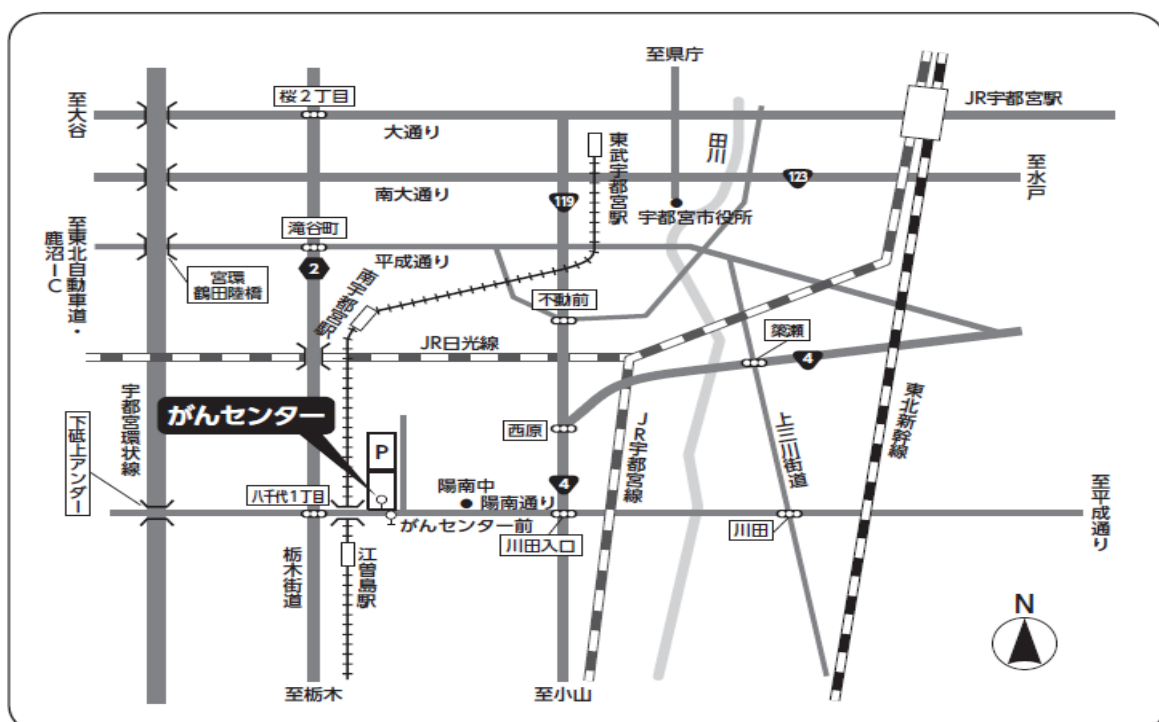 至県庁
至大谷
桜2丁目
大通り
JR宇都宮駅
東武宇都宮駅
田川
至水戸
南大通り
123
119
宇都宮市役所
至東北自動車道・
鹿沼IC
滝谷町
平成通り
宮環
鶴田陸橋
2
南宇都宮駅
不動前
簗瀬
JR日光線
4
宇都宮環状線
がんセンター
下砥上アンダー
P
西原
JR宇都宮線
上三川街道
東北新幹線
八千代1丁目
陽南中
陽南通り
4
至平成通り
がんセンター前
川田入口
川田
栃木街道
江曽島駅
N
至栃木
至小山